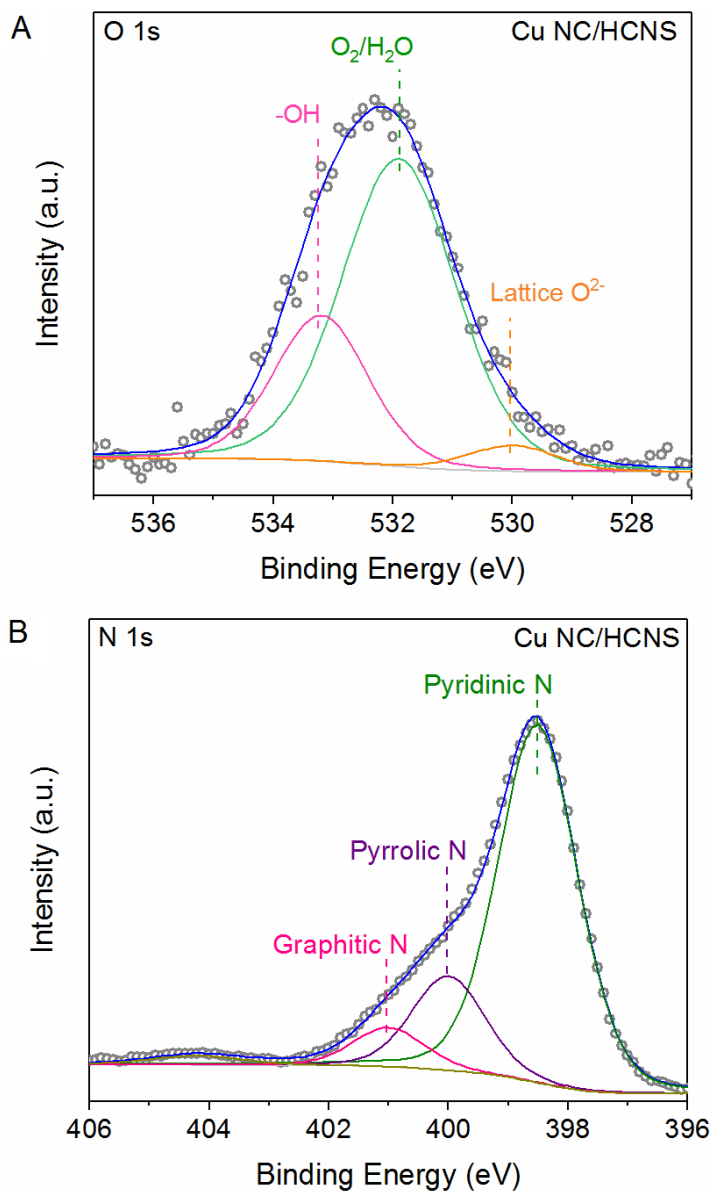 A
O 1s
Cu NC/HCNS
O₂/H₂O
-OH
Lattice O²⁻
Intensity (a.u.)
536 534 532 530 528
Binding Energy (eV)
B
N 1s
Cu NC/HCNS
Pyridinic N
Pyrrolic N
Graphitic N
Intensity (a.u.)
406 404 402 400 398 396
Binding Energy (eV)